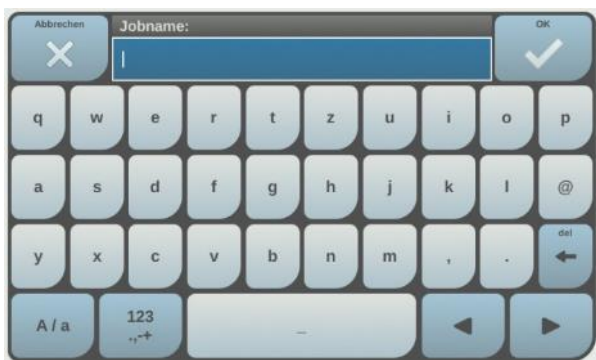 Abbrechen
Jobname:
OK
q w e r t z u i o p
a s d f g h j k l @
y x c v b n m , .
del
A / a
123
.,-+
_